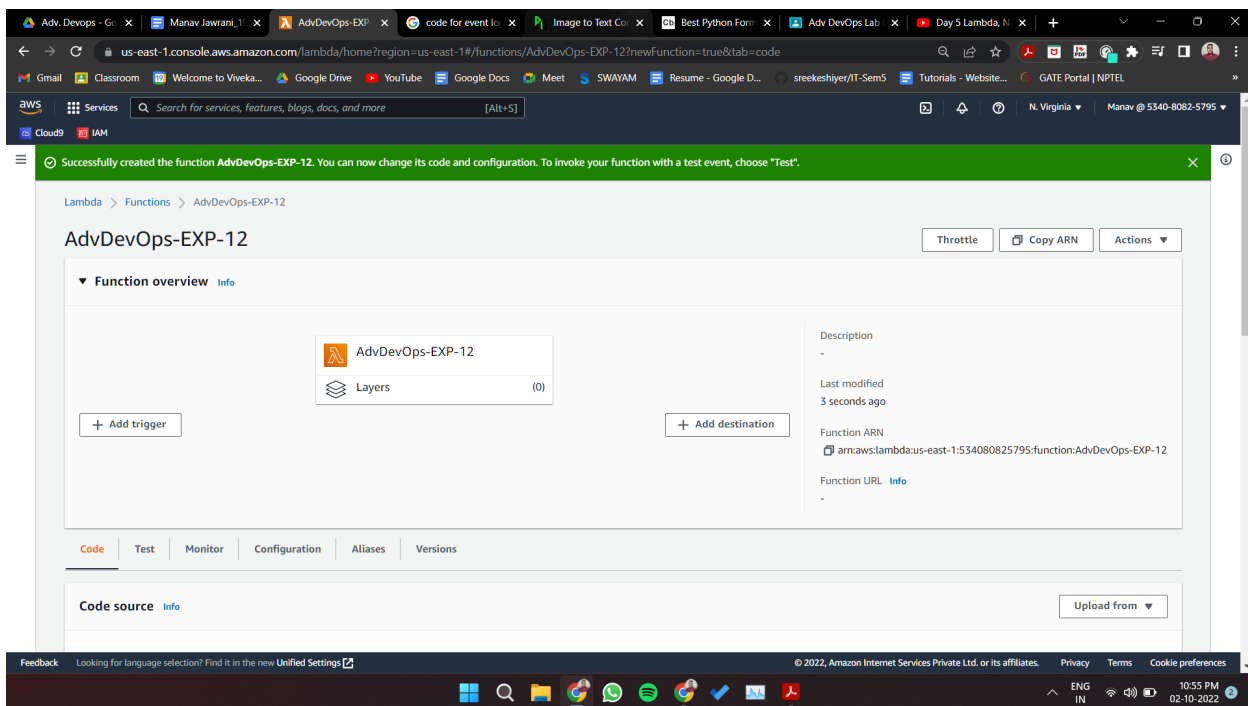 Adv. Devops - Go
Manav Jawrani_1
AdvDevOps-EXP-
code for event lo
Image to Text Co
Best Python Form
Adv DevOps Lab
Day 5 Lambda, N
us-east-1.console.aws.amazon.com/lambda/home?region=us-east-1#/functions/AdvDevOps-EXP-12?newFunction=true&tab=code
Gmail
Classroom
Welcome to Viveka...
Google Drive
YouTube
Google Docs
Meet
SWAYAM
Resume - Google D...
sreekeshiyer/IT-Sem5
Tutorials - Website...
GATE Portal | NPTEL
»
aws
Services
Search for services, features, blogs, docs, and more
[Alt+S]
N. Virginia ▼
Manav @ 5340-8082-5795 ▼
Cloud9
IAM
Successfully created the function AdvDevOps-EXP-12. You can now change its code and configuration. To invoke your function with a test event, choose "Test".
Lambda > Functions > AdvDevOps-EXP-12
AdvDevOps-EXP-12
Throttle
Copy ARN
Actions ▼
▼ Function overview Info
AdvDevOps-EXP-12
Layers (0)
+ Add trigger
+ Add destination
Description
-
Last modified
3 seconds ago
Function ARN
arn:aws:lambda:us-east-1:534080825795:function:AdvDevOps-EXP-12
Function URL Info
-
Code
Test
Monitor
Configuration
Aliases
Versions
Code source Info
Upload from ▼
Feedback
Looking for language selection? Find it in the new Unified Settings
© 2022, Amazon Internet Services Private Ltd. or its affiliates.
Privacy
Terms
Cookie preferences
ENG
IN
10:55 PM
02-10-2022
2